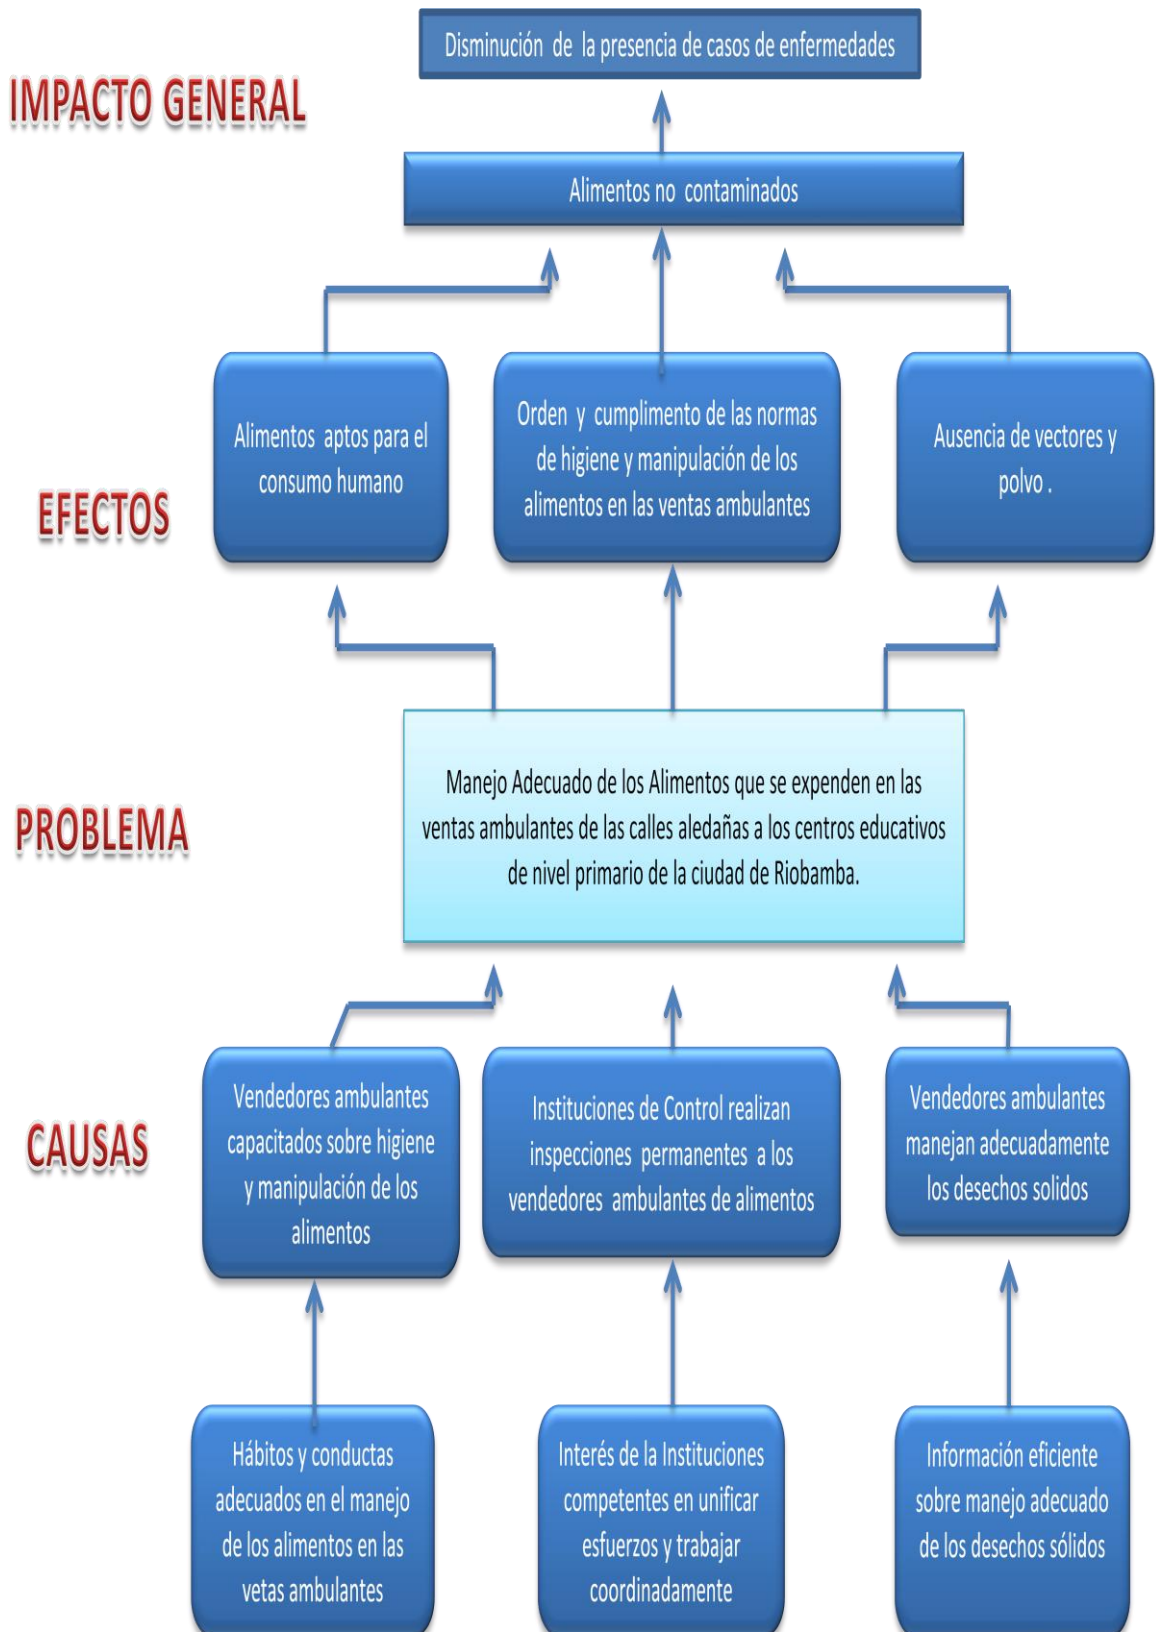 Disminución de la presencia de casos de enfermedades
IMPACTO GENERAL
Alimentos no contaminados
Alimentos aptos para el
consumo humano
Orden y cumplimento de las normas
de higiene y manipulación de los
alimentos en las ventas ambulantes
Ausencia de vectores y
polvo .
EFECTOS
Manejo Adecuado de los Alimentos que se expenden en las
ventas ambulantes de las calles aledañas a los centros educativos
de nivel primario de la ciudad de Riobamba.
PROBLEMA
Vendedores ambulantes
capacitados sobre higiene
y manipulación de los
alimentos
Instituciones de Control realizan
inspecciones permanentes a los
vendedores ambulantes de alimentos
Vendedores ambulantes
manejan adecuadamente
los desechos solidos
CAUSAS
Hábitos y conductas
adecuados en el manejo
de los alimentos en las
vetas ambulantes
Interés de la Instituciones
competentes en unificar
esfuerzos y trabajar
coordinadamente
Información eficiente
sobre manejo adecuado
de los desechos sólidos